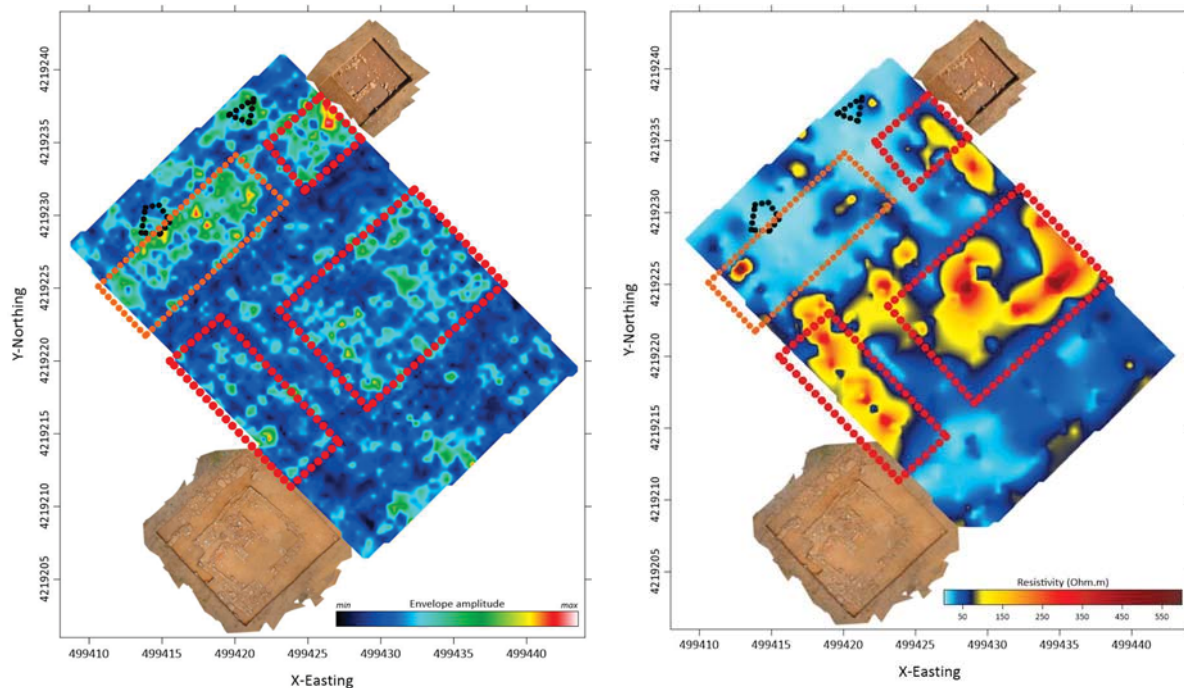 4219240
4219235
4219230
4219225
4219220
4219215
4219210
4219205
Y-Northing
Envelope amplitude
min
max
499410 499415 499420 499425 499430 499435 499440
X-Easting
4219240
4219235
4219230
4219225
4219220
4219215
4219210
4219205
Y-Northing
Resistivity (Ohm.m)
50 150 250 350 450 550
499410 499415 499420 499425 499430 499435 499440
X-Easting